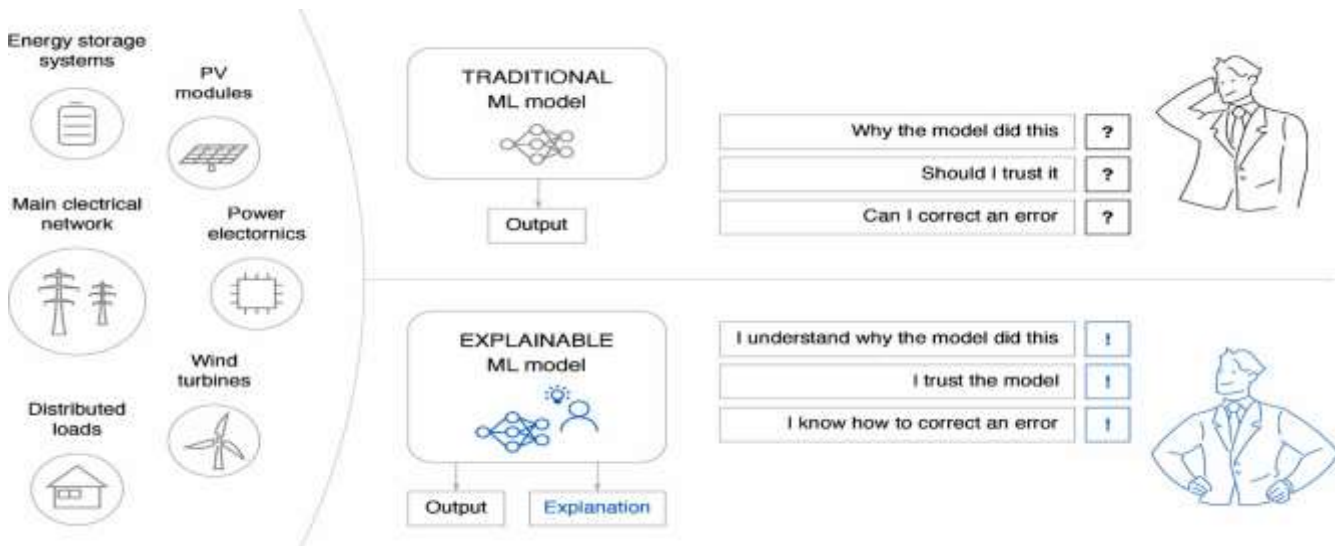 Energy storage
systems
PV
modules
Main clectrical
network
Power
electornics
Wind
turbines
Distributed
loads
TRADITIONAL
ML model
Output
Why the model did this ?
Should I trust it ?
Can I correct an error ?
EXPLAINABLE
ML model
Output
Explanation
I understand why the model did this !
I trust the model !
I know how to correct an error !